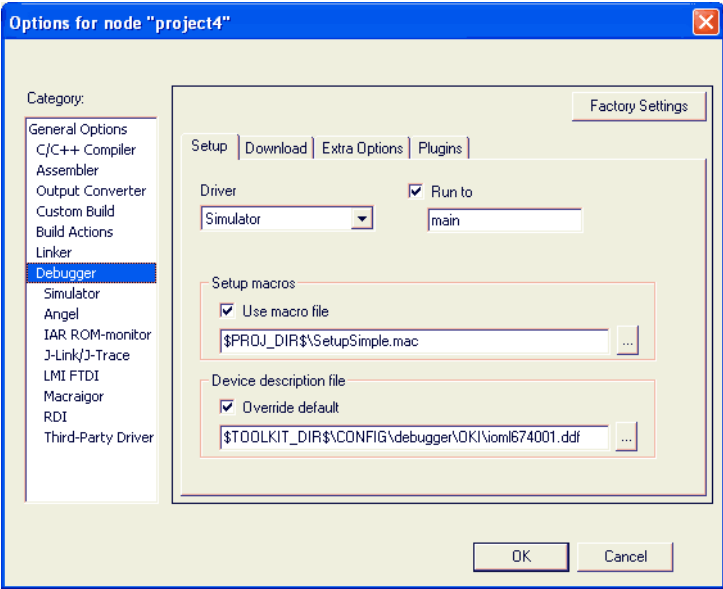 Options for node "project4"
Category:
Factory Settings
General Options
C/C++ Compiler
Assembler
Output Converter
Custom Build
Build Actions
Linker
Debugger
Simulator
Angel
IAR ROM-monitor
J-Link/J-Trace
LMI FTDI
Macraigor
RDI
Third-Party Driver
Setup Download Extra Options Plugins
Driver
Run to
Simulator
main
Setup macros
Use macro file
$PROJ_DIR$\SetupSimple.mac
...
Device description file
Override default
$TOOLKIT_DIR$\CONFIG\debugger\OKI\ioml674001.ddf
...
OK Cancel